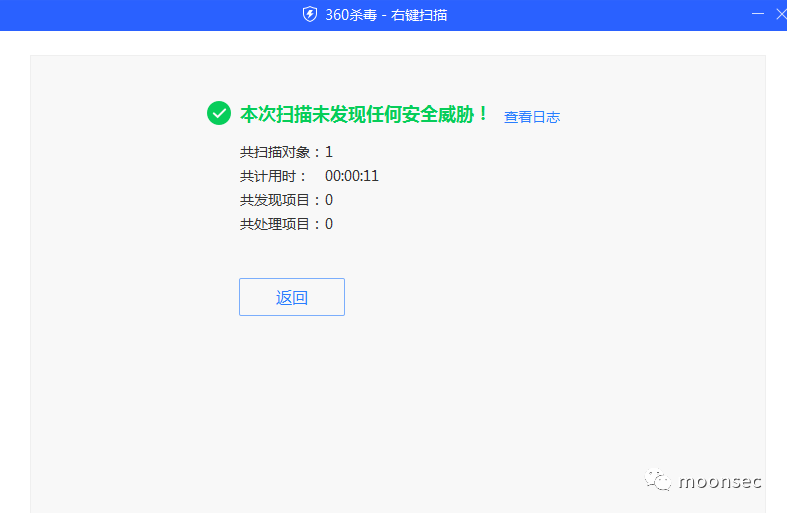 360杀毒 - 右键扫描
本次扫描未发现任何安全威胁！ 查看日志
共扫描对象：1
共计用时： 00:00:11
共发现项目：0
共处理项目：0
返回
moonsec